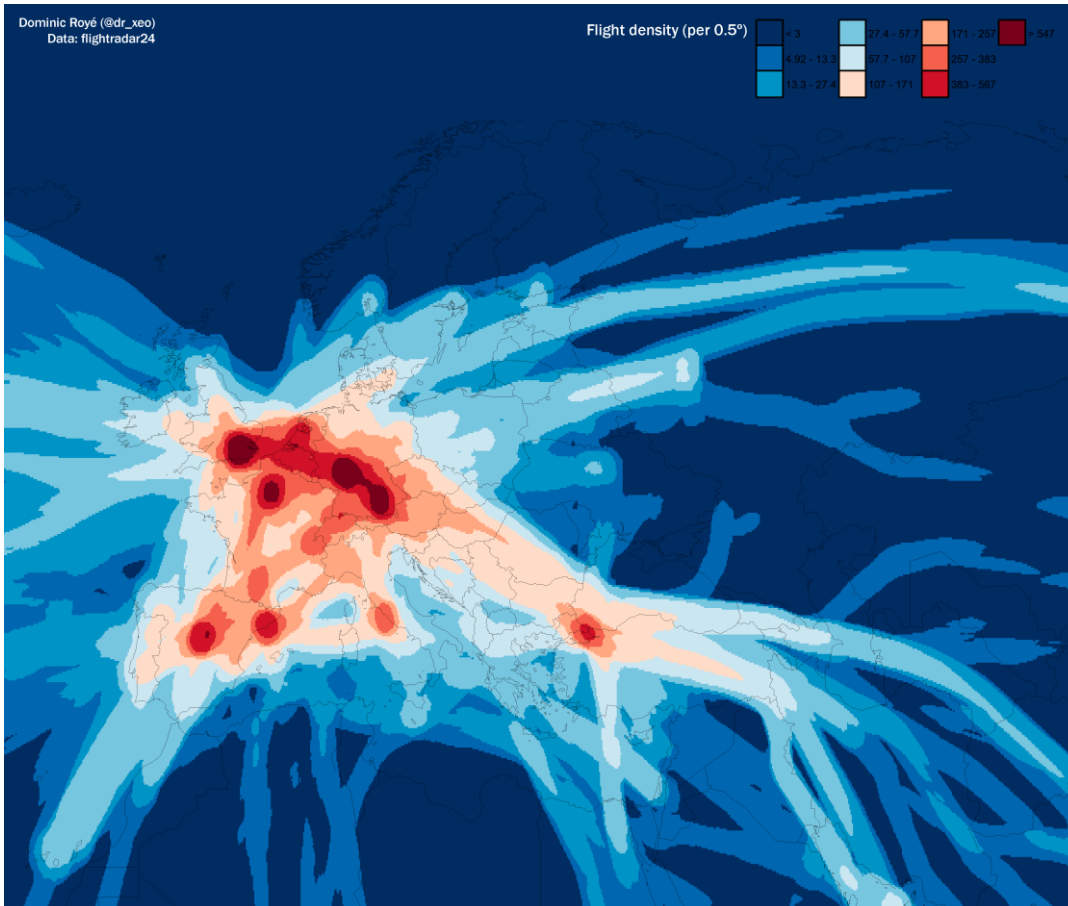 Dominic Royé (@dr_xeo)
Data: flightradar24
Flight density (per 0.5º)
< 3
4.92 - 13.3
13.3 - 27.4
27.4 - 57.7
57.7 - 107
107 - 171
171 - 257
257 - 383
383 - 567
> 547